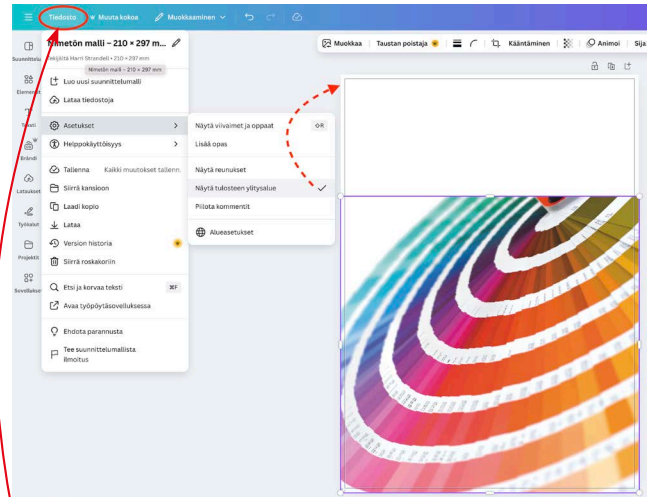 Tiedosto
Muuta kokoa
Muokkaaminen
Nimetön malli – 210 × 297 m...
Tekijältä Harri Strandell • 210 × 297 mm
Nimetön malli – 210 × 297 mm
Luo uusi suunnittelumalli
Lataa tiedostoja
Asetukset
Helppokäyttöisyys
Tallenna Kaikki muutokset tallenn.
Siirrä kansioon
Laadi kopio
Lataa
Version historia
Siirrä roskakoriin
Etsi ja korvaa teksti ⌘F
Avaa työpöytäsovelluksessa
Ehdota parannusta
Tee suunnittelumallista
ilmoitus
Suunnittelu
Elementit
Teksti
Brändi
Lataukset
Työkalut
Projektit
Sovellukset
Näytä viivaimet ja oppaat ⇧R
Lisää opas
Näytä reunukset
Näytä tulosteen ylitysalue
Piilota kommentit
Alueasetukset
Muokkaa
Taustan poistaja
Kääntäminen
Animoi
Sija